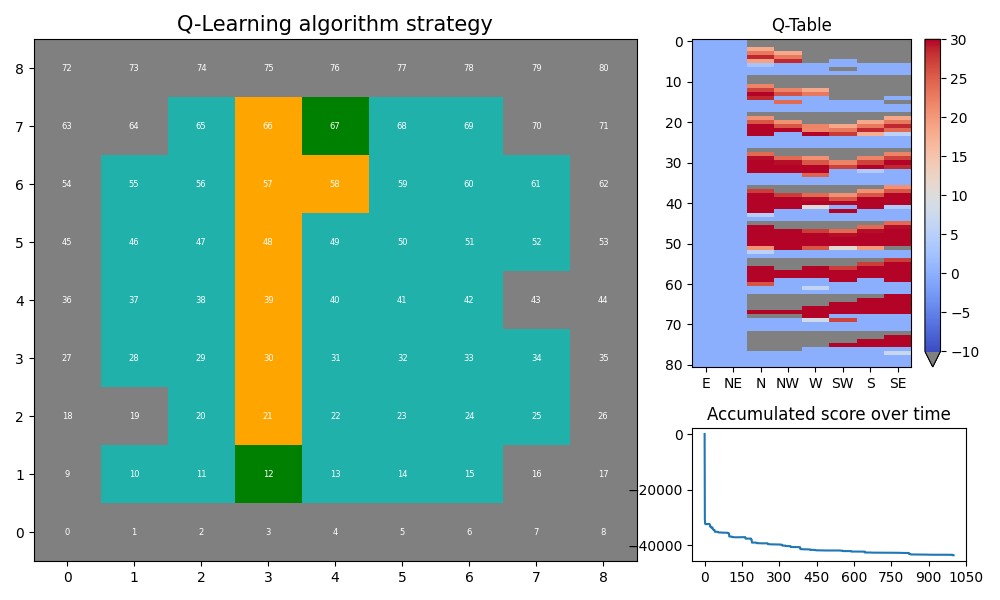 Q-Learning algorithm strategy
8 72 73 74 75 76 77 78 79 80
7 63 64 65 66 67 68 69 70 71
6 54 55 56 57 58 59 60 61 62
5 45 46 47 48 49 50 51 52 53
4 36 37 38 39 40 41 42 43 44
3 27 28 29 30 31 32 33 34 35
2 18 19 20 21 22 23 24 25 26
1 9 10 11 12 13 14 15 16 17
0 0 1 2 3 4 5 6 7 8
0 1 2 3 4 5 6 7 8
Q-Table
0
10
20
30
40
50
60
70
80
E NE N NW W SW S SE
30
25
20
15
10
5
0
−5
−10
Accumulated score over time
0
−20000
−40000
0 150 300 450 600 750 900 1050